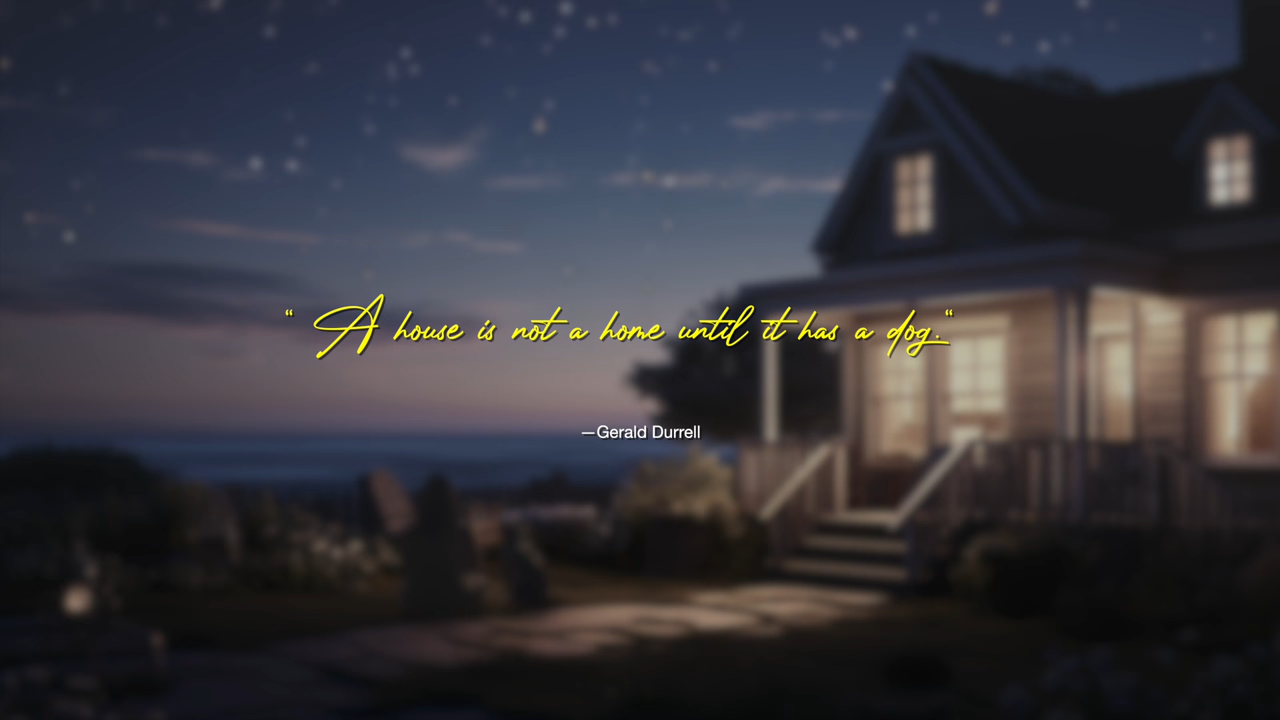 “ A house is not a home until it has a dog.“
—Gerald Durrell